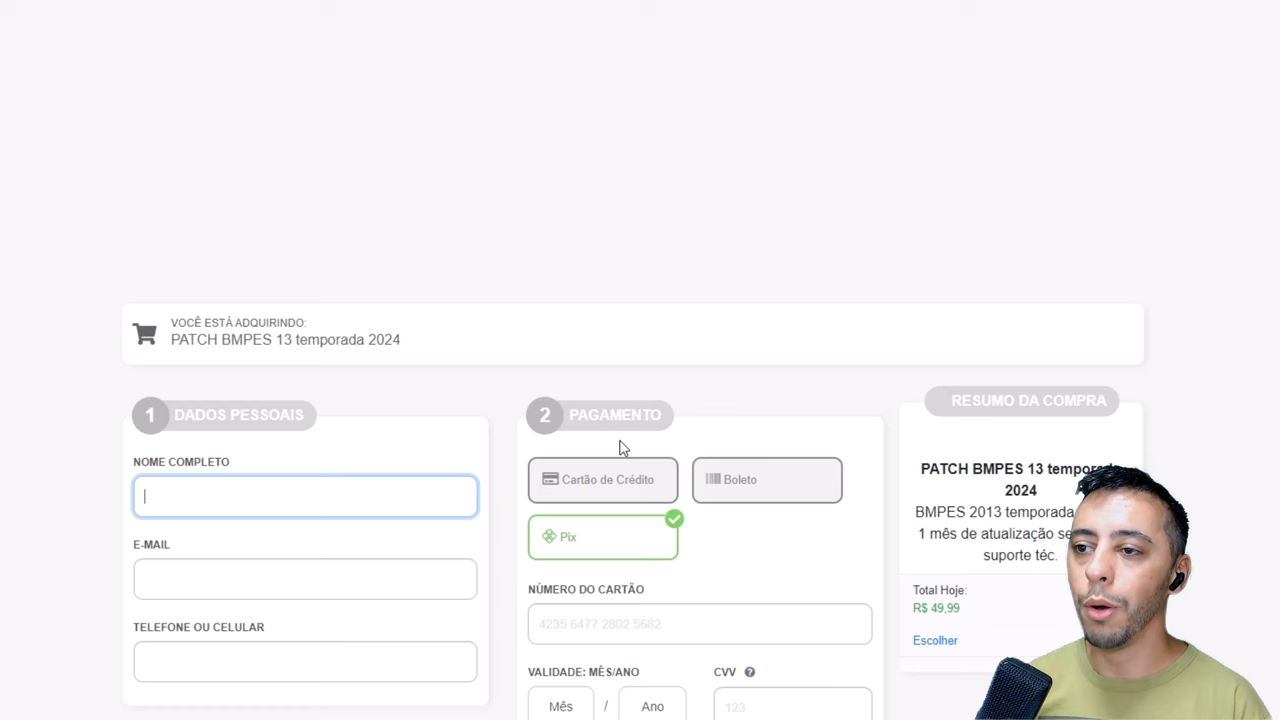 VOCÊ ESTÁ ADQUIRINDO:
PATCH BMPES 13 temporada 2024
1 DADOS PESSOAIS
NOME COMPLETO
E-MAIL
TELEFONE OU CELULAR
2 PAGAMENTO
Cartão de Crédito
Boleto
Pix
NÚMERO DO CARTÃO
4235 6477 2802 5682
VALIDADE: MÊS/ANO
CVV ?
Mês / Ano
123
RESUMO DA COMPRA
PATCH BMPES 13 temporada
2024
BMPES 2013 temporada
1 mês de atualização
suporte téc.
Total Hoje:
R$ 49,99
Escolher